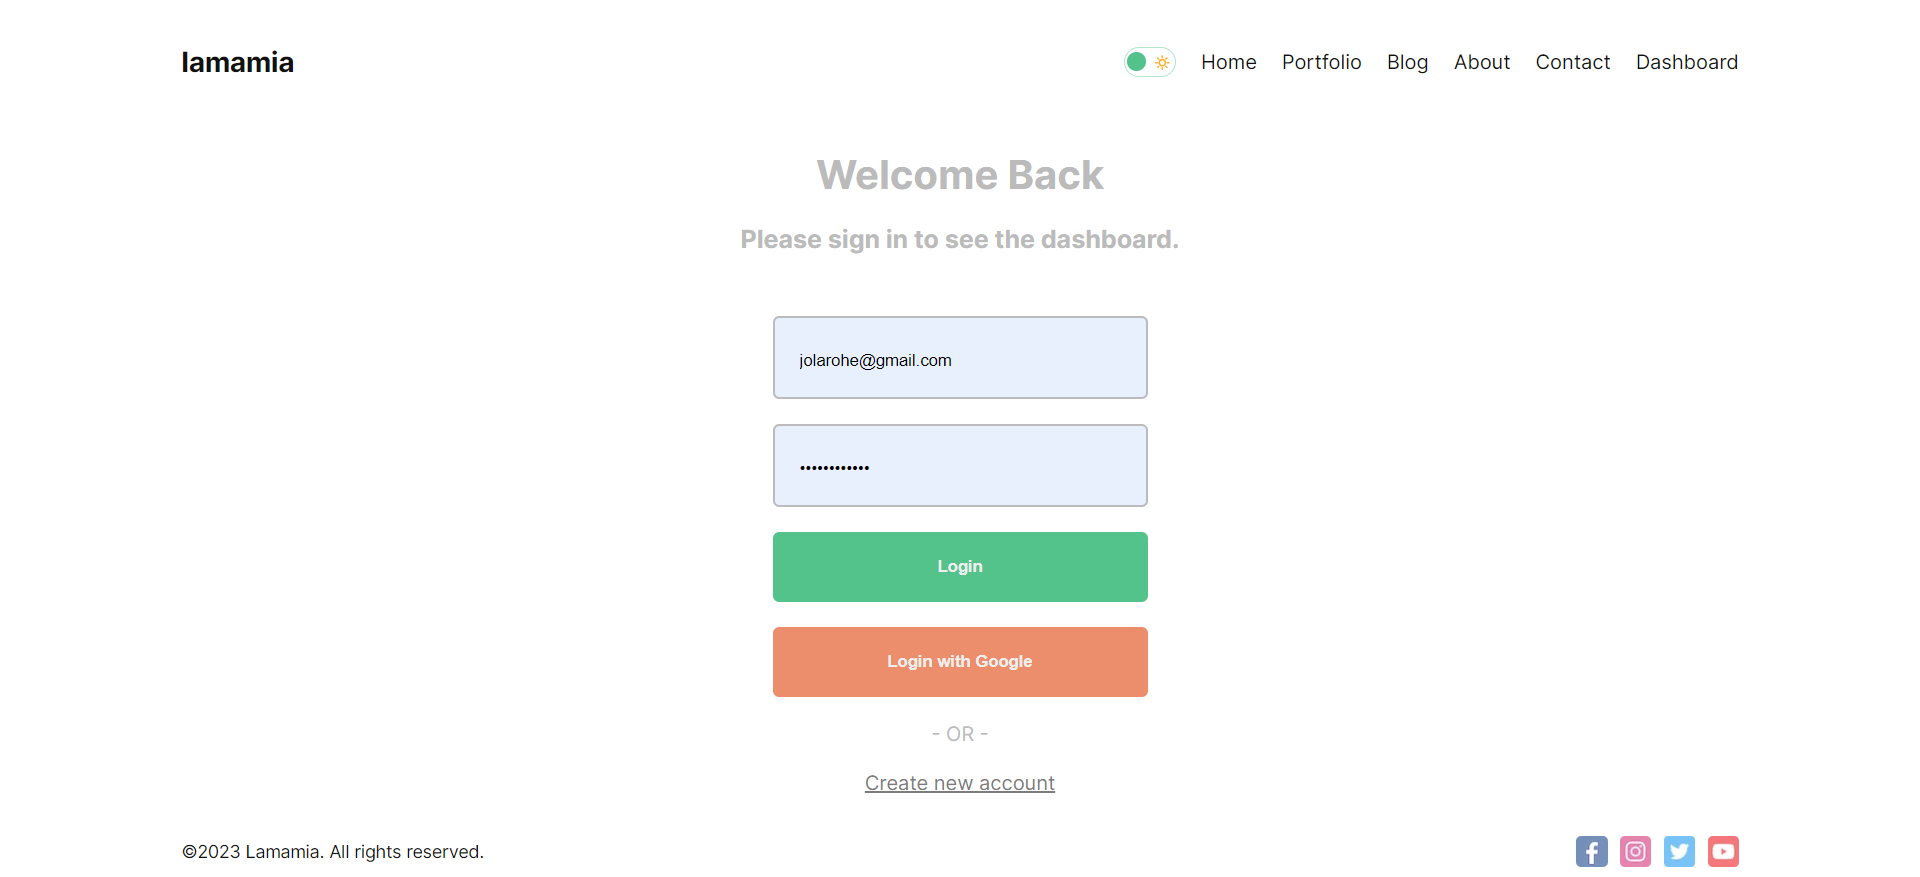 lamamia
Home Portfolio Blog About Contact Dashboard
Welcome Back
Please sign in to see the dashboard.
jolarohe@gmail.com
••••••••••••
Login
Login with Google
- OR -
Create new account
©2023 Lamamia. All rights reserved.